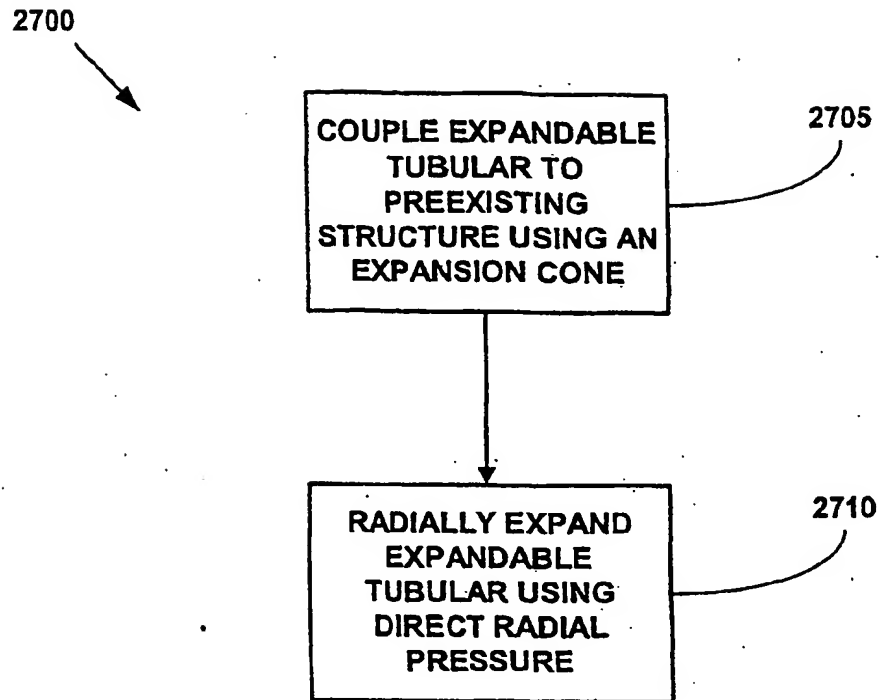 2700
COUPLE EXPANDABLE
TUBULAR TO
PREEXISTING
STRUCTURE USING AN
EXPANSION CONE
2705
RADIALLY EXPAND
EXPANDABLE
TUBULAR USING
DIRECT RADIAL
PRESSURE
2710